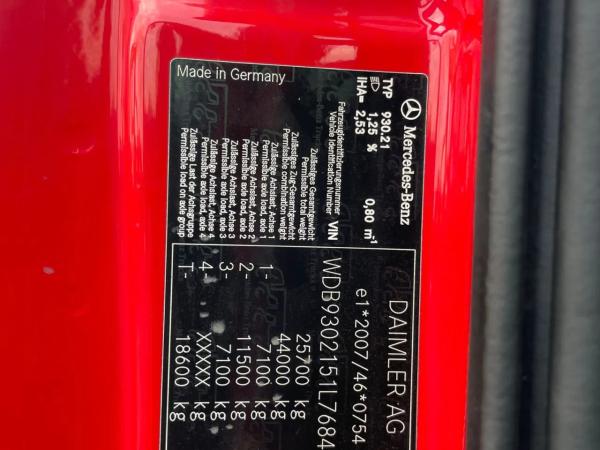 Mercedes-Benz DAIMLER AG
TYP 930.21
1,25 % 0,80 m-1 e1*2007/46*0754
IHA= 2,53
Fahrzeugidentifizierungsnummer
Vehicle Identification Number VIN WDB9302151L7684
Zulässiges Gesamtgewicht
Permissible total weight 25700 kg
Zulässiges Zug-Gesamtgewicht
Permissible combination weight 44000 kg
Zulässige Achslast, Achse 1
Permissible axle load, axle 1 1- 7100 kg
Zulässige Achslast, Achse 2
Permissible axle load, axle 2 2- 11500 kg
Zulässige Achslast, Achse 3
Permissible axle load, axle 3 3- 7100 kg
Zulässige Achslast, Achse 4
Permissible axle load, axle 4 4- XXXXX kg
Zulässige Last der Achsgruppe
Permissible load on axle group T- 18600 kg
Made in Germany